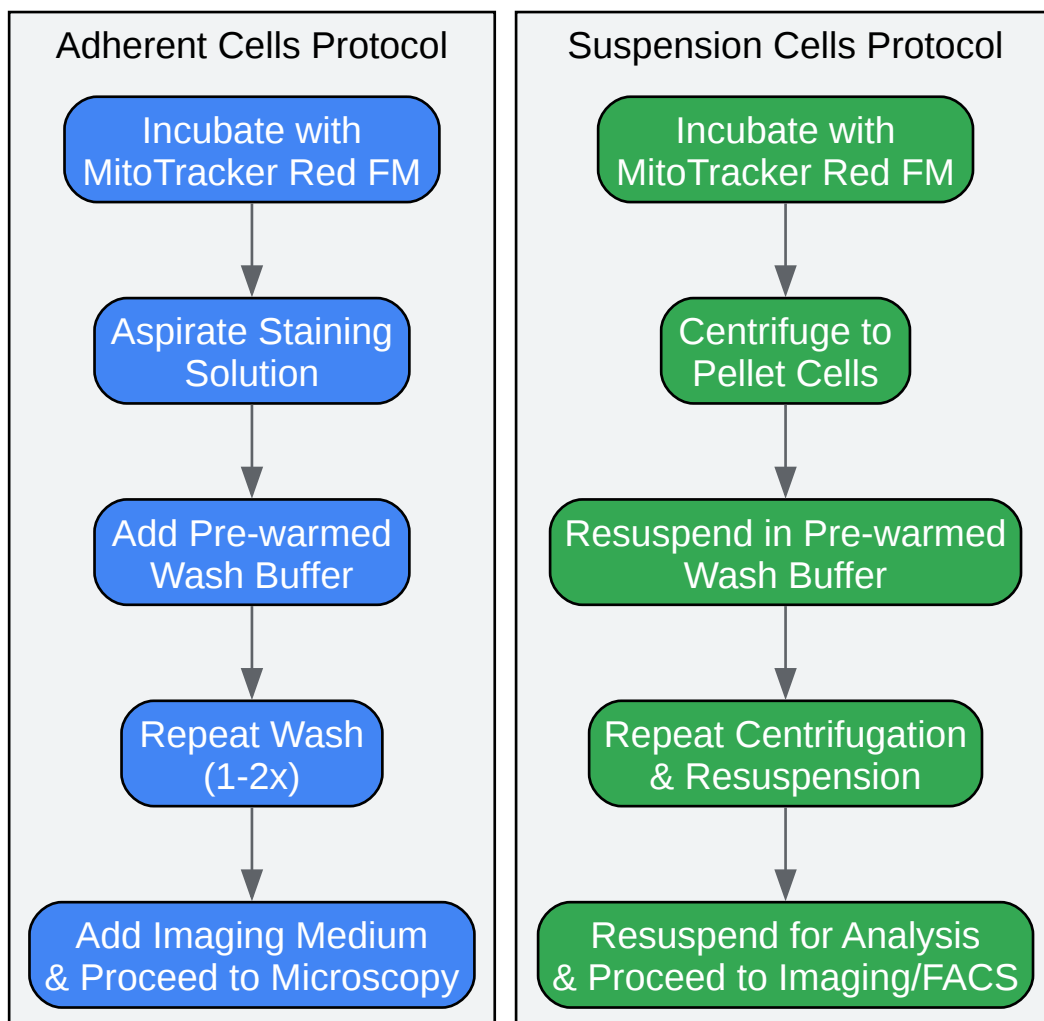 Adherent Cells Protocol
Incubate with
MitoTracker Red FM
Aspirate Staining
Solution
Add Pre-warmed
Wash Buffer
Repeat Wash
(1-2x)
Add Imaging Medium
& Proceed to Microscopy
Suspension Cells Protocol
Incubate with
MitoTracker Red FM
Centrifuge to
Pellet Cells
Resuspend in Pre-warmed
Wash Buffer
Repeat Centrifugation
& Resuspension
Resuspend for Analysis
& Proceed to Imaging/FACS